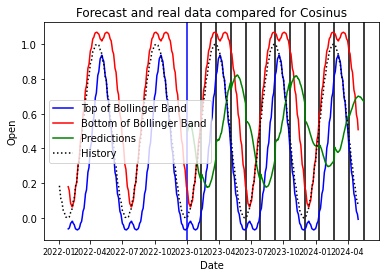 Forecast and real data compared for Cosinus
Open
1.0
0.8
0.6
0.4
0.2
0.0
Top of Bollinger Band
Bottom of Bollinger Band
Predictions
History
2022-01 2022-04 2022-07 2022-10 2023-01 2023-04 2023-07 2023-10 2024-01 2024-04
Date